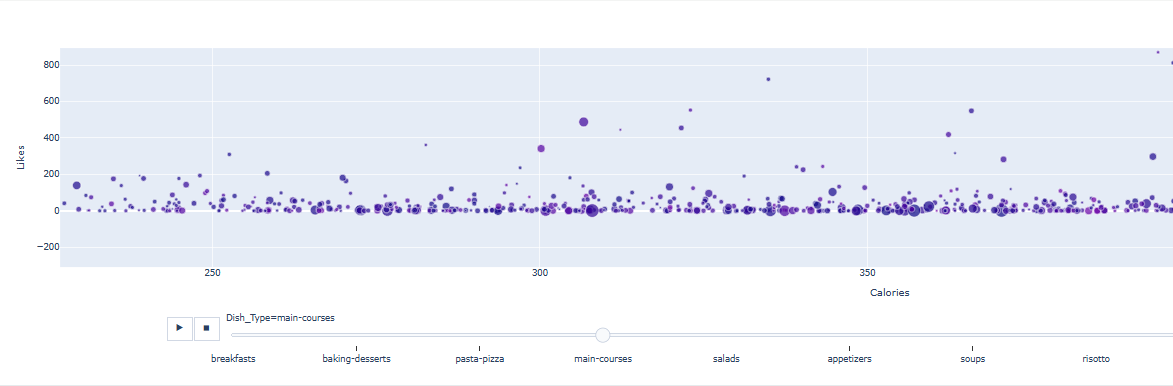 800
600
400
200
0
−200
Likes
250
300
350
Calories
Dish_Type=main-courses
breakfasts
baking-desserts
pasta-pizza
main-courses
salads
appetizers
soups
risotto